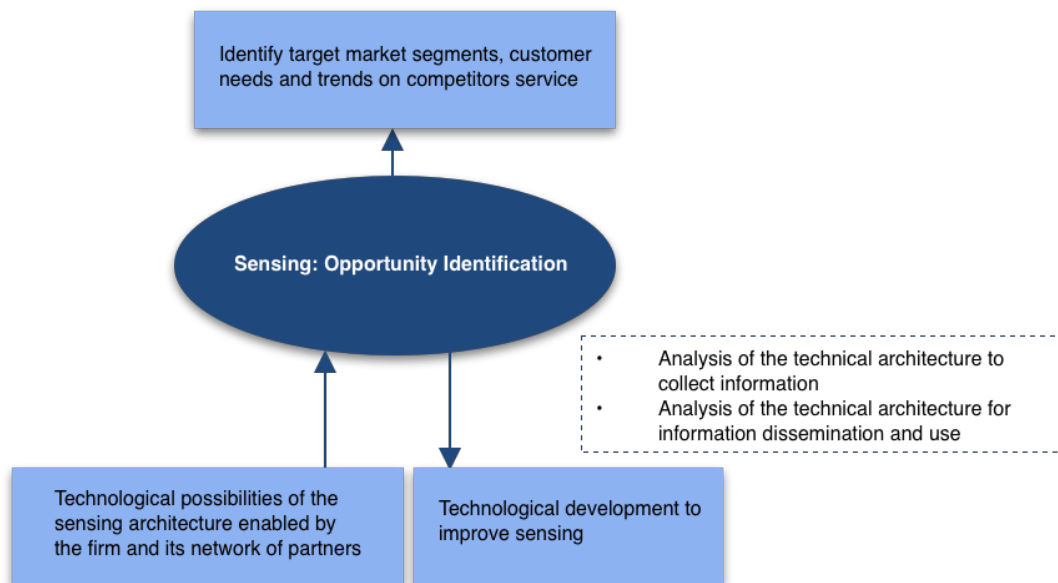 Identify target market segments, customer
needs and trends on competitors service
Sensing: Opportunity Identification
• Analysis of the technical architecture to
collect information
• Analysis of the technical architecture for
information dissemination and use
Technological possibilities of the
sensing architecture enabled by
the firm and its network of partners
Technological development to
improve sensing